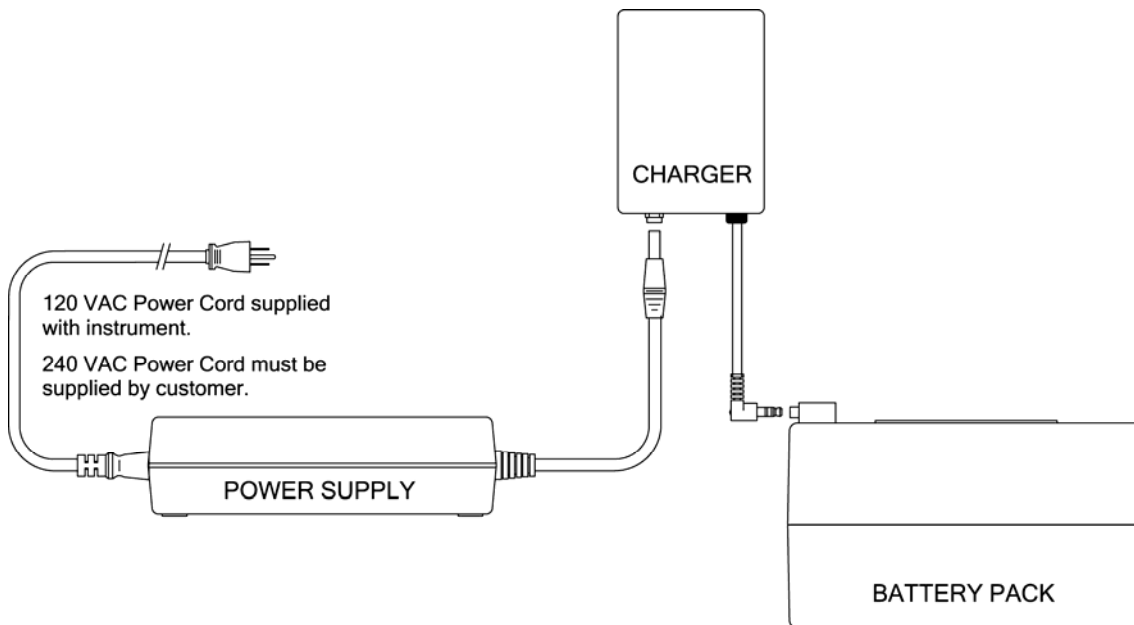 CHARGER
120 VAC Power Cord supplied
with instrument.
240 VAC Power Cord must be
supplied by customer.
POWER SUPPLY
BATTERY PACK